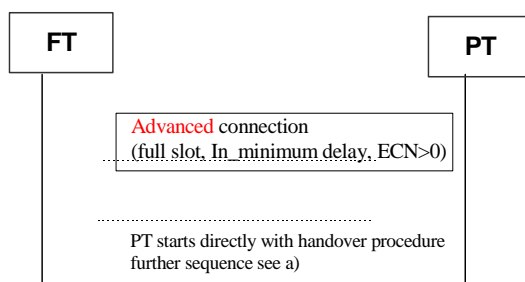 FT
PT
Advanced connection
(full slot, In_minimum delay, ECN>0)
PT starts directly with handover procedure
further sequence see a)